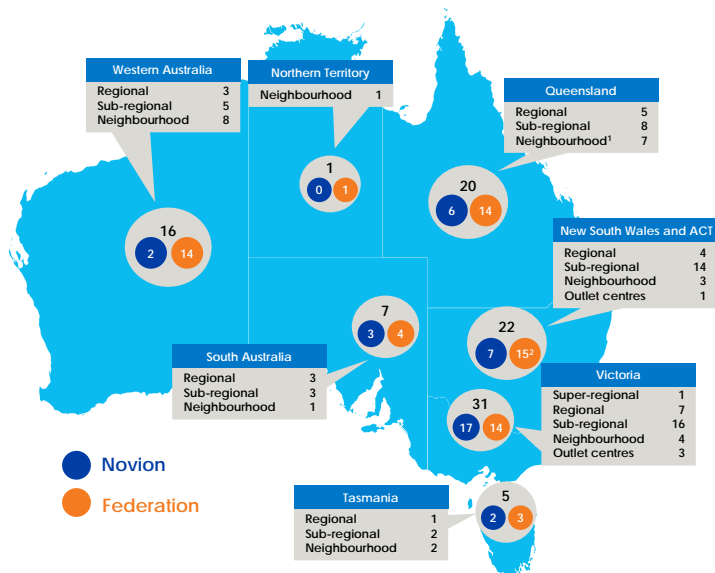 Western Australia
Regional 3
Sub-regional 5
Neighbourhood 8
16
2 14
Northern Territory
Neighbourhood 1
1
0 1
Queensland
Regional 5
Sub-regional 8
Neighbourhood¹ 7
20
6 14
New South Wales and ACT
Regional 4
Sub-regional 14
Neighbourhood 3
Outlet centres 1
22
7 15²
South Australia
Regional 3
Sub-regional 3
Neighbourhood 1
7
3 4
Victoria
Super-regional 1
Regional 7
Sub-regional 16
Neighbourhood 4
Outlet centres 3
31
17 14
Novion
Federation
Tasmania
Regional 1
Sub-regional 2
Neighbourhood 2
5
2 3